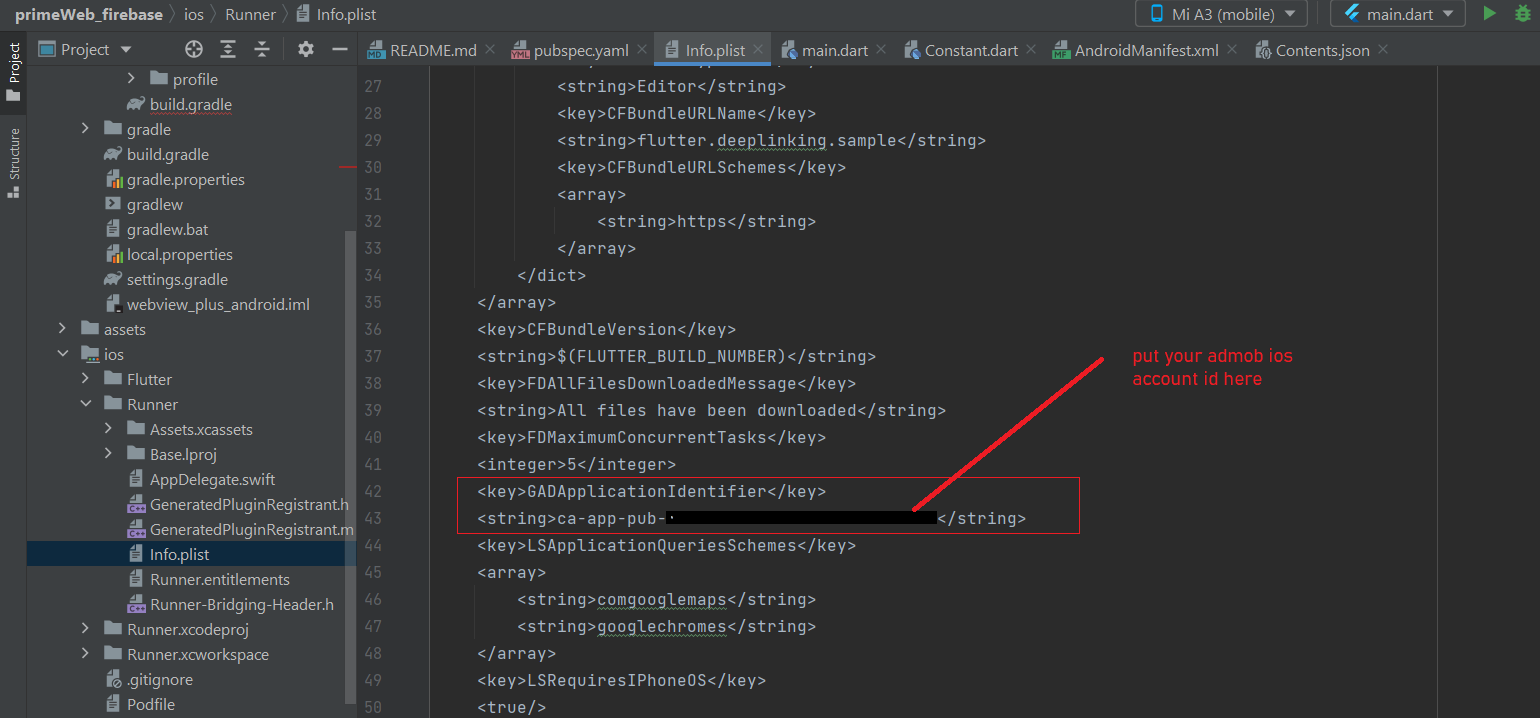 primeWeb_firebase ios Runner Info.plist
Mi A3 (mobile) main.dart
Project
README.md pubspec.yaml Info.plist main.dart Constant.dart AndroidManifest.xml Contents.json
Project
Structure
profile
build.gradle
gradle
build.gradle
gradle.properties
gradlew
gradlew.bat
local.properties
settings.gradle
webview_plus_android.iml
assets
ios
Flutter
Runner
Assets.xcassets
Base.lproj
AppDelegate.swift
GeneratedPluginRegistrant.h
GeneratedPluginRegistrant.m
Info.plist
Runner.entitlements
Runner-Bridging-Header.h
Runner.xcodeproj
Runner.xcworkspace
.gitignore
Podfile
27 <string>Editor</string>
28 <key>CFBundleURLName</key>
29 <string>flutter.deeplinking.sample</string>
30 <key>CFBundleURLSchemes</key>
31 <array>
32 <string>https</string>
33 </array>
34 </dict>
35 </array>
36 <key>CFBundleVersion</key>
37 <string>$(FLUTTER_BUILD_NUMBER)</string>
38 <key>FDAllFilesDownloadedMessage</key>
39 <string>All files have been downloaded</string>
40 <key>FDMaximumConcurrentTasks</key>
41 <integer>5</integer>
42 <key>GADApplicationIdentifier</key>
43 <string>ca-app-pub- </string>
44 <key>LSApplicationQueriesSchemes</key>
45 <array>
46 <string>comgooglemaps</string>
47 <string>googlechromes</string>
48 </array>
49 <key>LSRequiresIPhoneOS</key>
50 <true/>
put your admob ios
account id here